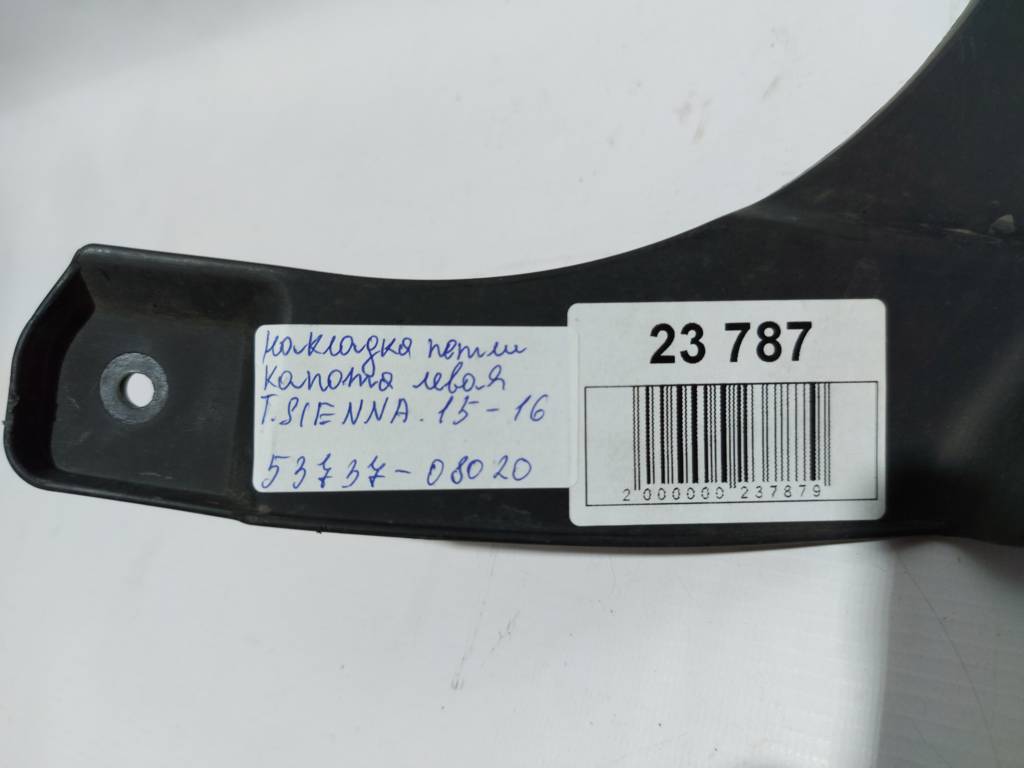 накладка петли
капота левая
T.SIENNA.15-16
53737-08020
23 787
2 000000 237879